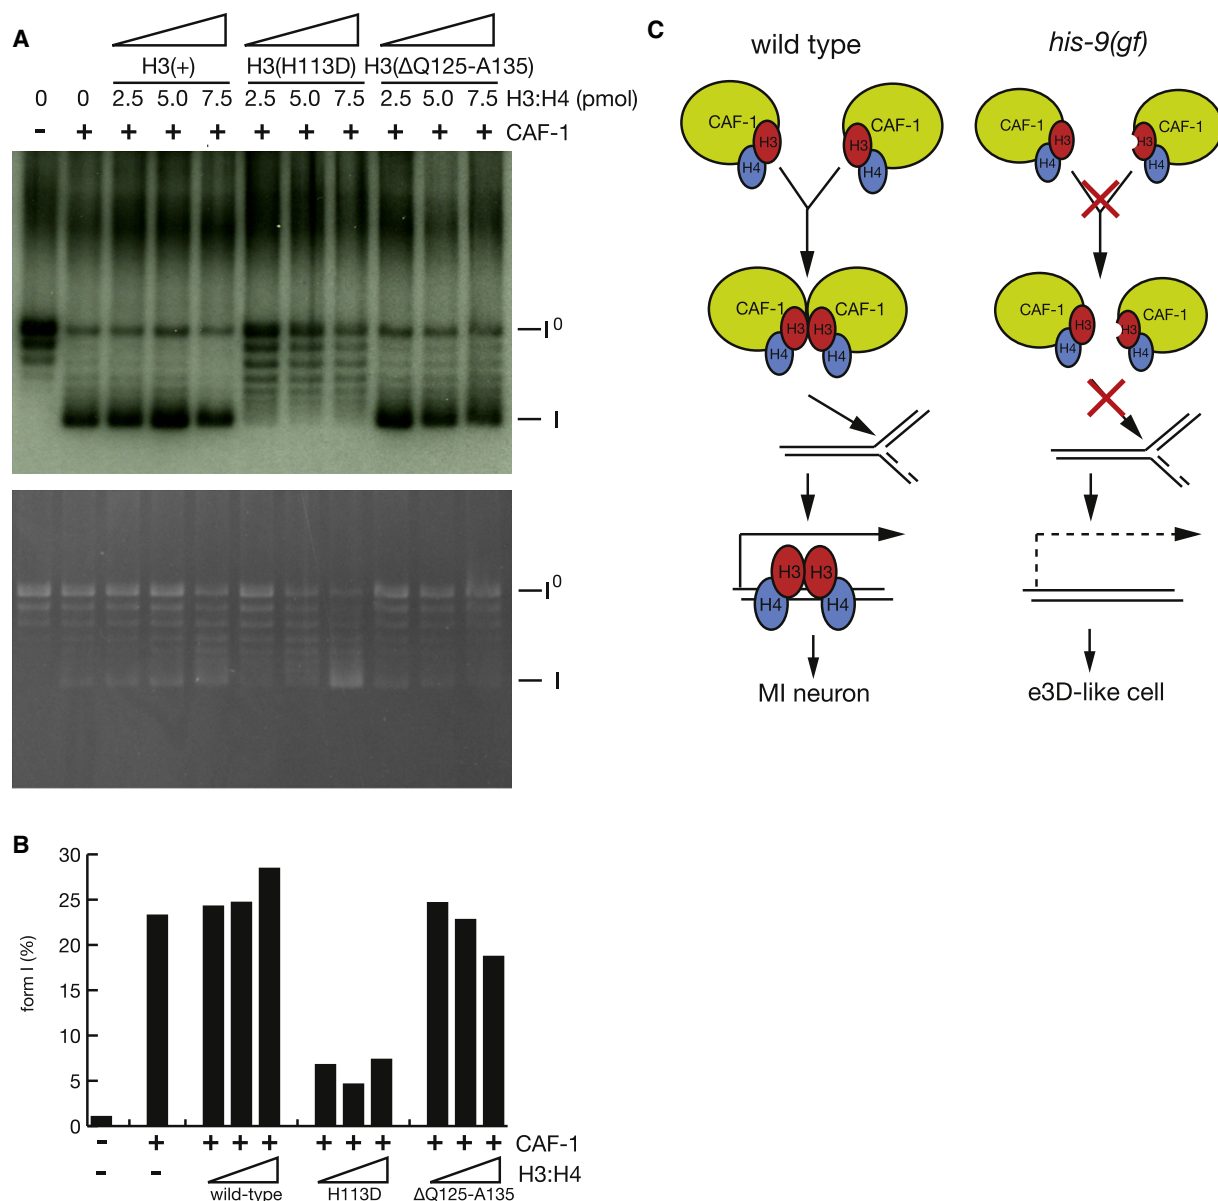 A
H3(+) H3(H113D) H3(ΔQ125-A135)
0 0 2.5 5.0 7.5 2.5 5.0 7.5 2.5 5.0 7.5 H3:H4 (pmol)
- + + + + + + + + + + CAF-1
I⁰
I
I⁰
I
B
30
25
20
15
10
5
0
form I (%)
- + + + + + + + + + + CAF-1
- - H3:H4
wild-type H113D ΔQ125-A135
C
wild type his-9(gf)
CAF-1 CAF-1 CAF-1 CAF-1
H3 H3 H3 H3
H4 H4 H4 H4
CAF-1 CAF-1 CAF-1 CAF-1
H3 H3 H3 H3
H4 H4 H4 H4
H3 H3
H4 H4
MI neuron e3D-like cell